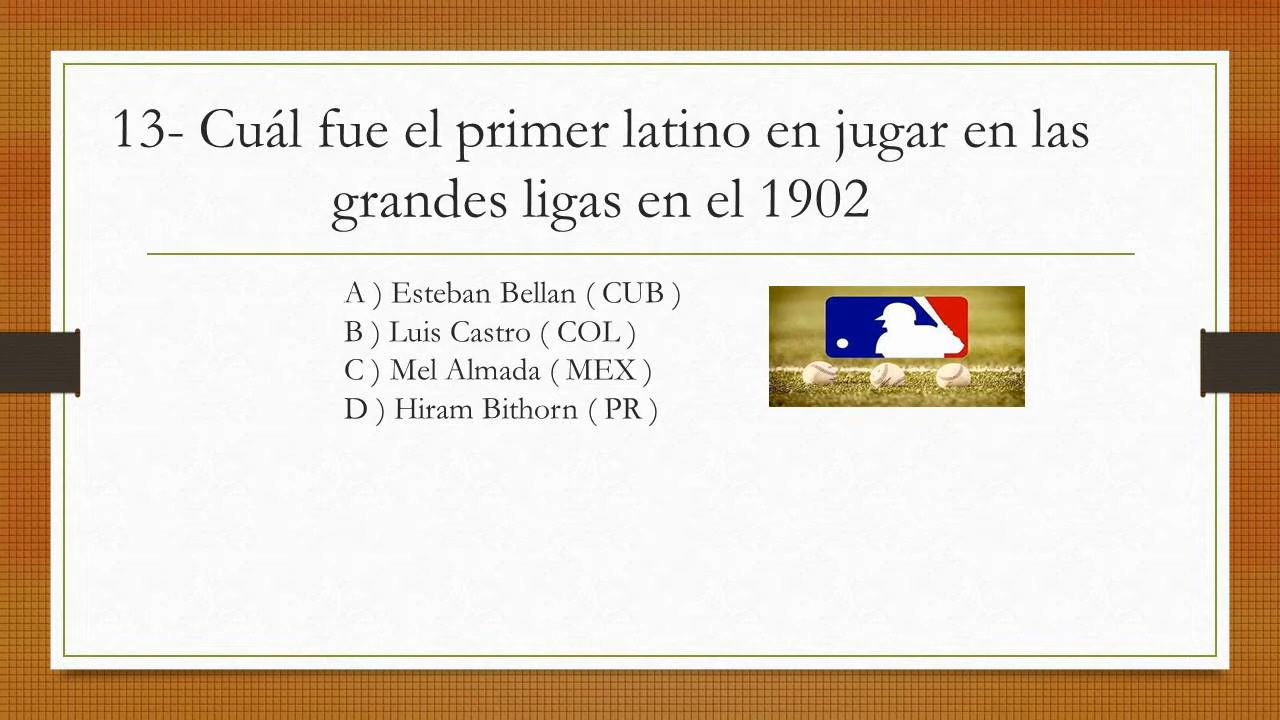 13- Cuál fue el primer latino en jugar en las
grandes ligas en el 1902
A ) Esteban Bellan ( CUB )
B ) Luis Castro ( COL )
C ) Mel Almada ( MEX )
D ) Hiram Bithorn ( PR )